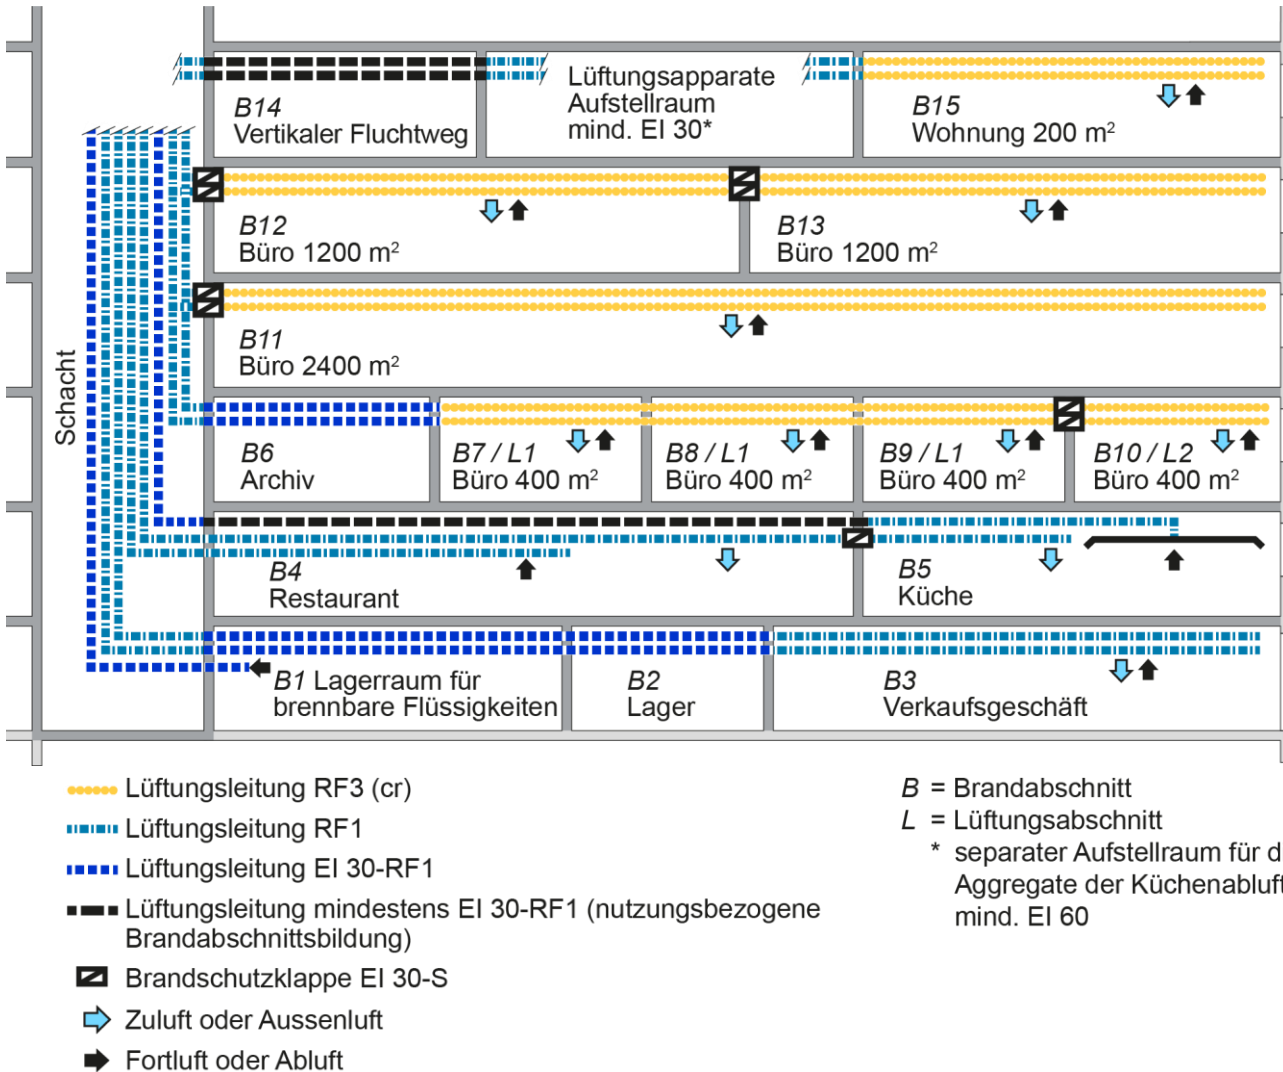 Lüftungsapparate
Aufstellraum
mind. EI 30*
B14
Vertikaler Fluchtweg
B15
Wohnung 200 m²
B12
Büro 1200 m²
B13
Büro 1200 m²
B11
Büro 2400 m²
Schacht
B6
Archiv
B7 / L1
Büro 400 m²
B8 / L1
Büro 400 m²
B9 / L1
Büro 400 m²
B10 / L2
Büro 400 m²
B4
Restaurant
B5
Küche
B1 Lagerraum für
brennbare Flüssigkeiten
B2
Lager
B3
Verkaufsgeschäft
Lüftungsleitung RF3 (cr)
Lüftungsleitung RF1
Lüftungsleitung EI 30-RF1
Lüftungsleitung mindestens EI 30-RF1 (nutzungsbezogene
Brandabschnittsbildung)
Brandschutzklappe EI 30-S
Zuluft oder Aussenluft
Fortluft oder Abluft
B = Brandabschnitt
L = Lüftungsabschnitt
* separater Aufstellraum für
Aggregate der Küchenabluft
mind. EI 60